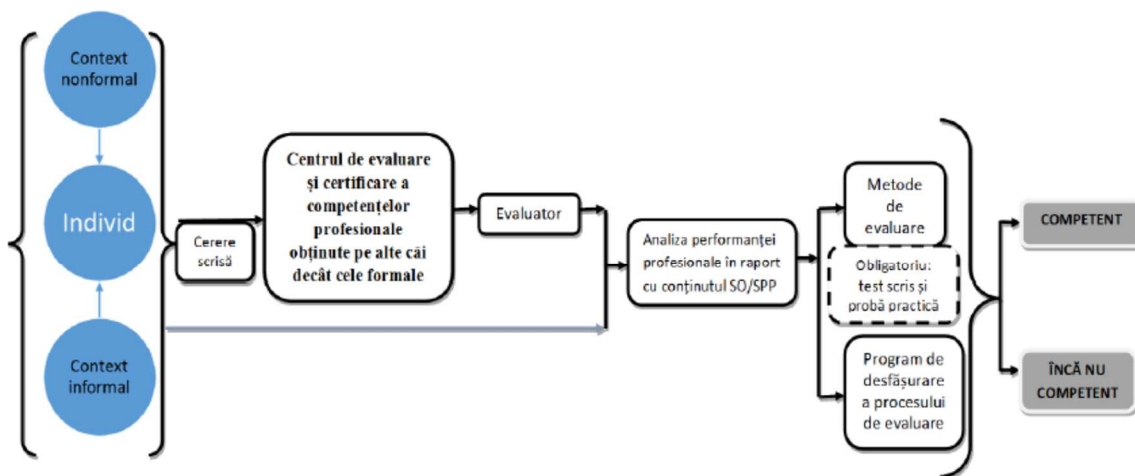 Context
nonformal
Individ
Context
informal
Cerere
scrisă
Centrul de evaluare
și certificare a
competențelor
profesionale
obținute pe alte căi
decât cele formale
Evaluator
Analiza performanței
profesionale în raport
cu conținutul SO/SPP
Metode
de
evaluare
Obligatoriu:
test scris și
probă practică
Program de
desfășurare
a procesului
de evaluare
COMPETENT
ÎNCĂ NU
COMPETENT